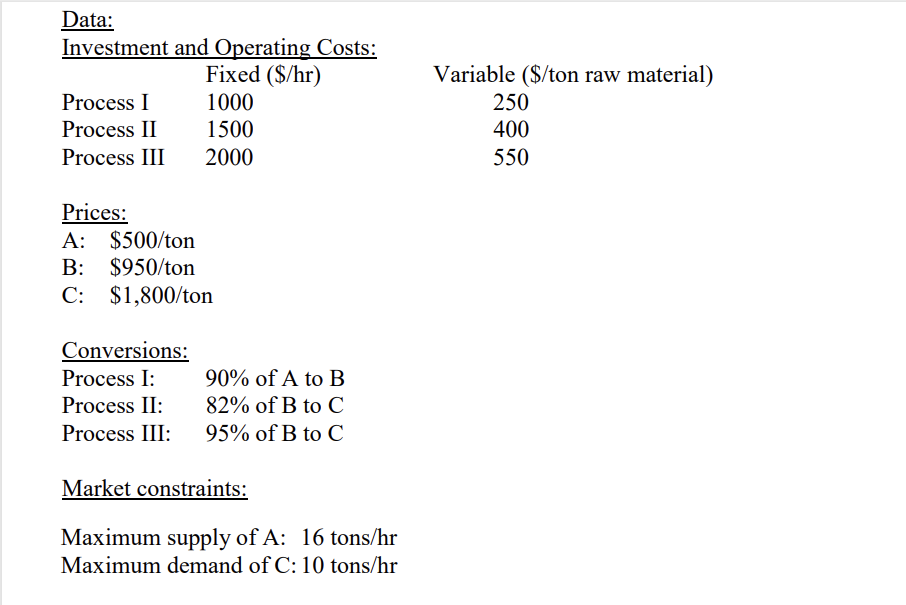 Data:
Investment and Operating Costs:
Fixed ($/hr) Variable ($/ton raw material)
Process I 1000 250
Process II 1500 400
Process III 2000 550
Prices:
A: $500/ton
B: $950/ton
C: $1,800/ton
Conversions:
Process I: 90% of A to B
Process II: 82% of B to C
Process III: 95% of B to C
Market constraints:
Maximum supply of A: 16 tons/hr
Maximum demand of C: 10 tons/hr